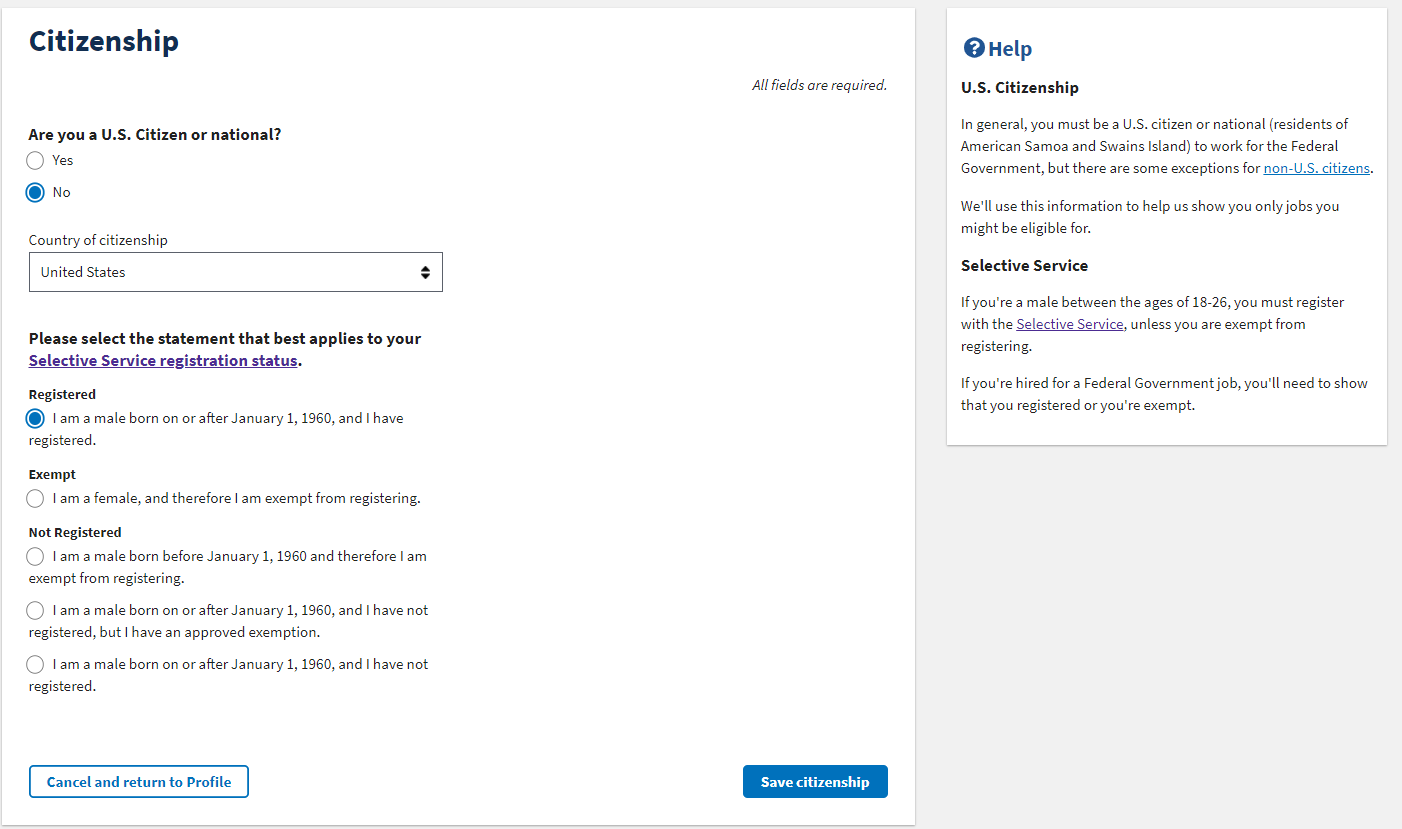 Citizenship
All fields are required.
Are you a U.S. Citizen or national?
Yes
No
Country of citizenship
United States
Please select the statement that best applies to your
Selective Service registration status.
Registered
I am a male born on or after January 1, 1960, and I have
registered.
Exempt
I am a female, and therefore I am exempt from registering.
Not Registered
I am a male born before January 1, 1960 and therefore I am
exempt from registering.
I am a male born on or after January 1, 1960, and I have not
registered, but I have an approved exemption.
I am a male born on or after January 1, 1960, and I have not
registered.
Cancel and return to Profile
Save citizenship
Help
U.S. Citizenship
In general, you must be a U.S. citizen or national (residents of
American Samoa and Swains Island) to work for the Federal
Government, but there are some exceptions for non-U.S. citizens.
We'll use this information to help us show you only jobs you
might be eligible for.
Selective Service
If you're a male between the ages of 18-26, you must register
with the Selective Service, unless you are exempt from
registering.
If you're hired for a Federal Government job, you'll need to show
that you registered or you're exempt.